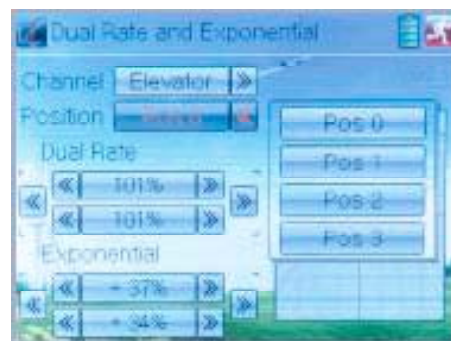 Dual Rate and Exponential
Channel Elevator
Position
Dual Rate
101%
101%
Exponential
+ 37%
+ 34%
Pos 0
Pos 1
Pos 2
Pos 3